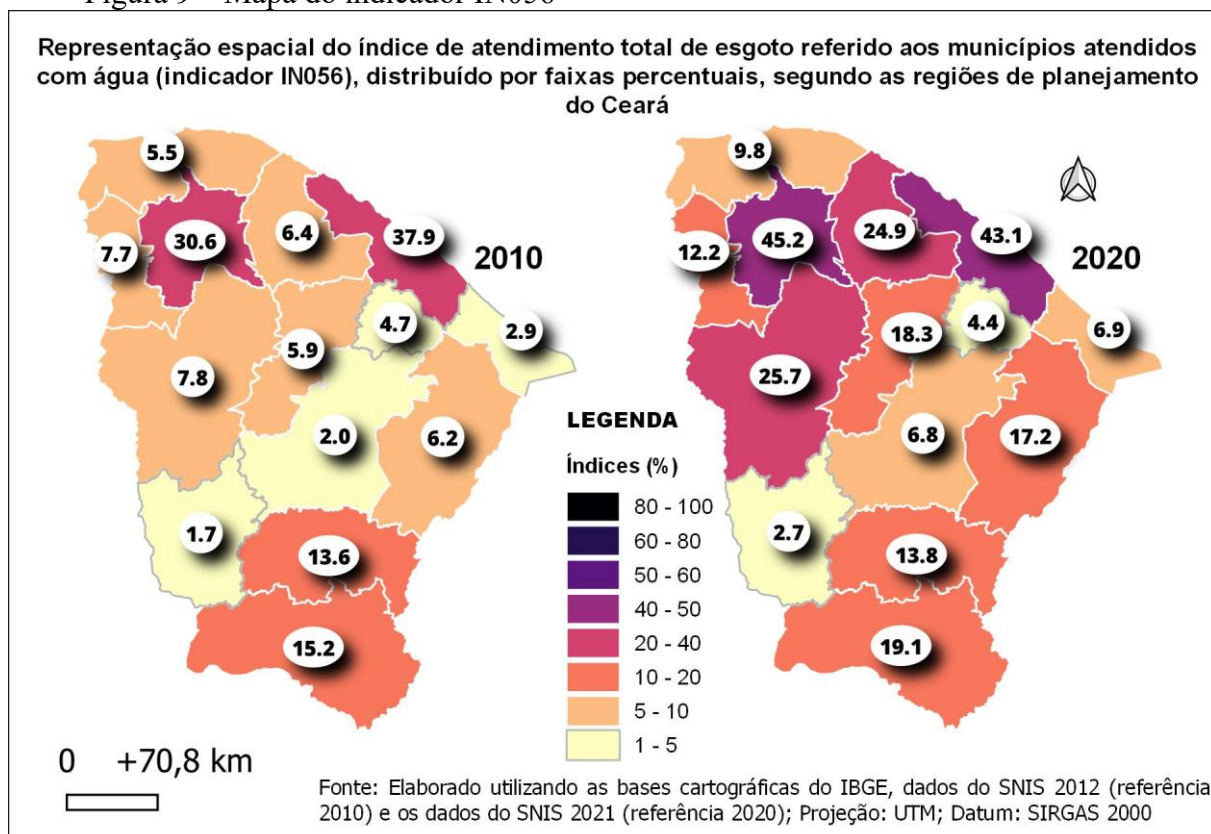 Figura 9 – Mapa do indicador IN056
Representação espacial do índice de atendimento total de esgoto referido aos municípios atendidos
com água (indicador IN056), distribuído por faixas percentuais, segundo as regiões de planejamento
do Ceará
5.5
30.6
6.4
37.9
7.7
2010
4.7
2.9
5.9
7.8
2.0
6.2
1.7
13.6
15.2
9.8
45.2
24.9
43.1
12.2
2020
18.3
4.4
6.9
25.7
6.8
17.2
2.7
13.8
19.1
LEGENDA
Índices (%)
80 - 100
60 - 80
50 - 60
40 - 50
20 - 40
10 - 20
5 - 10
1 - 5
0 +70,8 km
Fonte: Elaborado utilizando as bases cartográficas do IBGE, dados do SNIS 2012 (referência
2010) e os dados do SNIS 2021 (referência 2020); Projeção: UTM; Datum: SIRGAS 2000